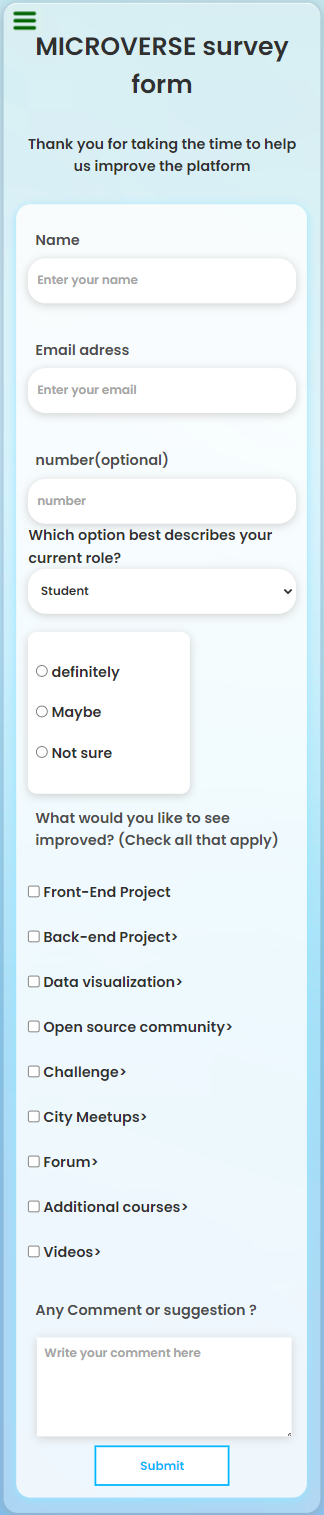 MICROVERSE survey
form
Thank you for taking the time to help
us improve the platform
Name
Enter your name
Email adress
Enter your email
number(optional)
number
Which option best describes your
current role?
Student
definitely
Maybe
Not sure
What would you like to see
improved? (Check all that apply)
Front-End Project
Back-end Project>
Data visualization>
Open source community>
Challenge>
City Meetups>
Forum>
Additional courses>
Videos>
Any Comment or suggestion ?
Write your comment here
Submit